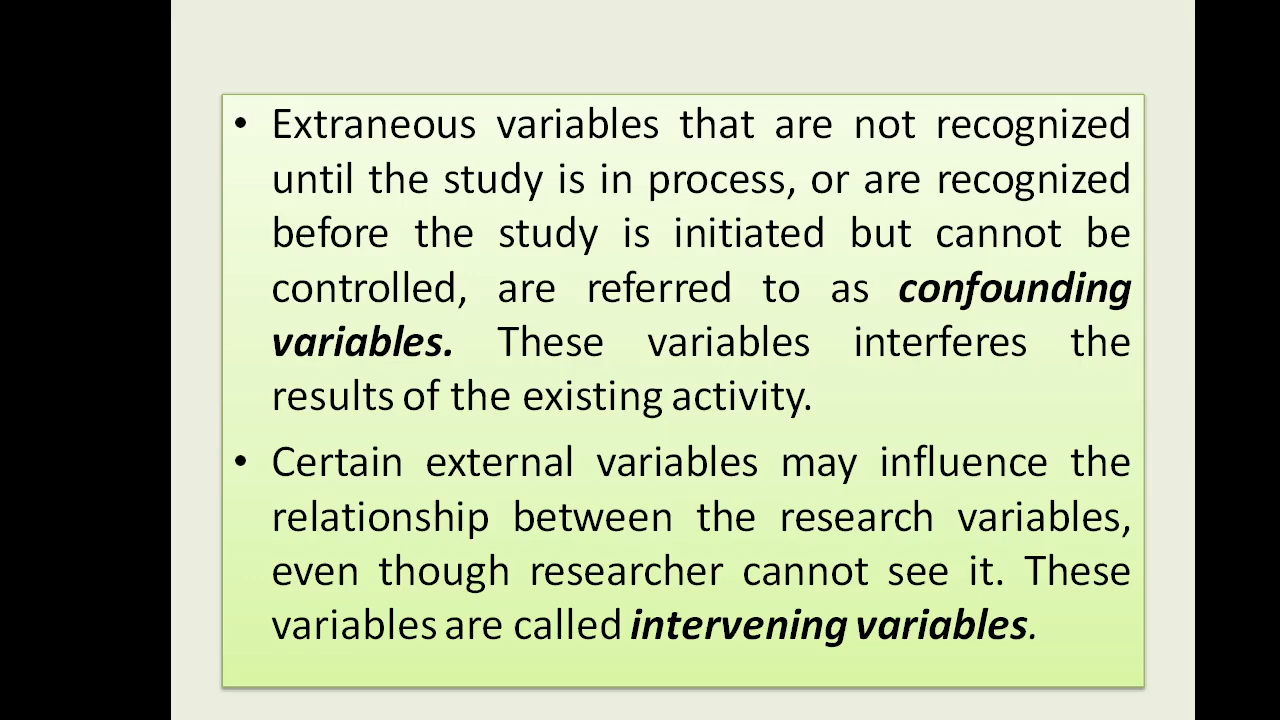 • Extraneous variables that are not recognized
until the study is in process, or are recognized
before the study is initiated but cannot be
controlled, are referred to as confounding
variables. These variables interferes the
results of the existing activity.
• Certain external variables may influence the
relationship between the research variables,
even though researcher cannot see it. These
variables are called intervening variables.